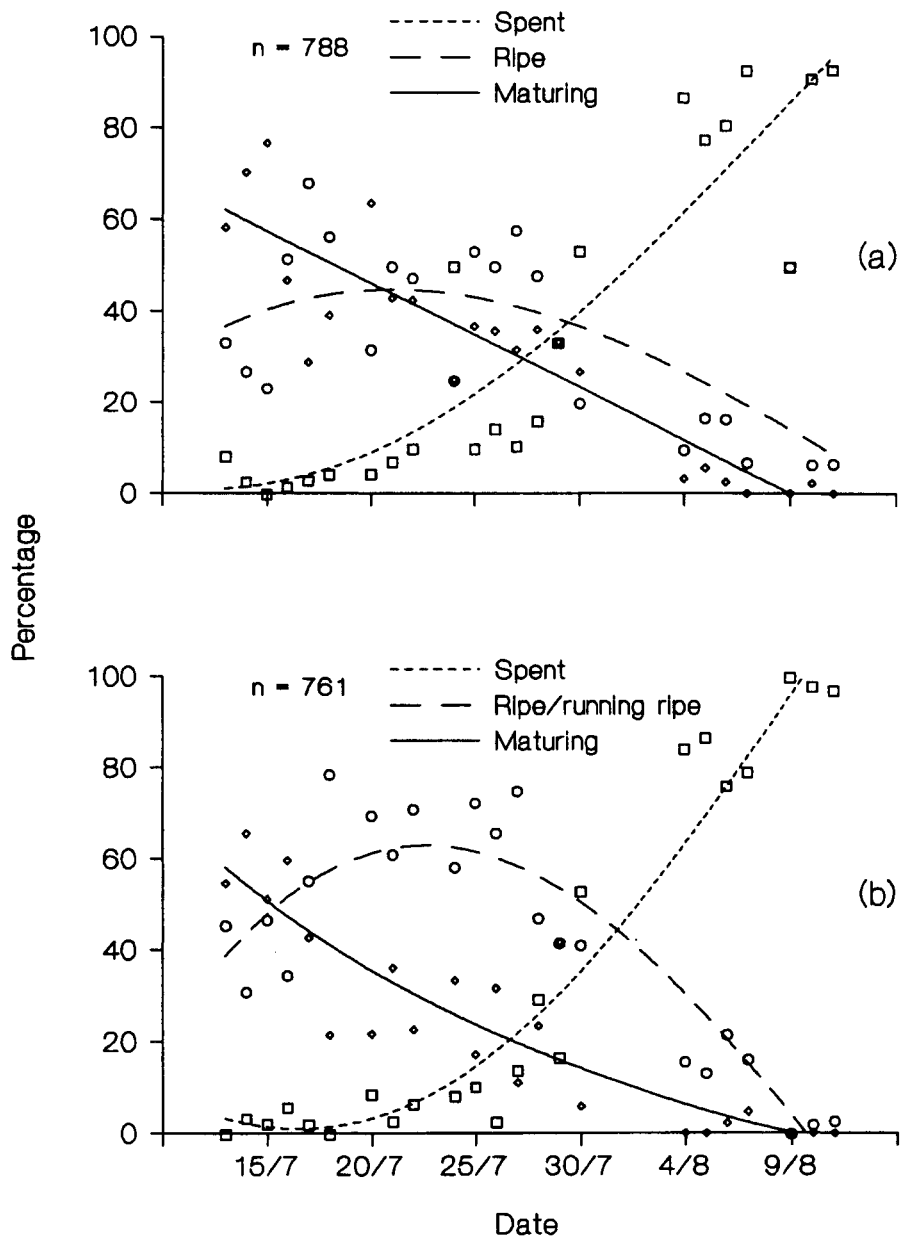 Percentage
100
80
60
40
20
0
n = 788
Spent
Ripe
Maturing
(a)
100
80
60
40
20
0
n = 761
Spent
Ripe/running ripe
Maturing
(b)
15/7 20/7 25/7 30/7 4/8 9/8
Date